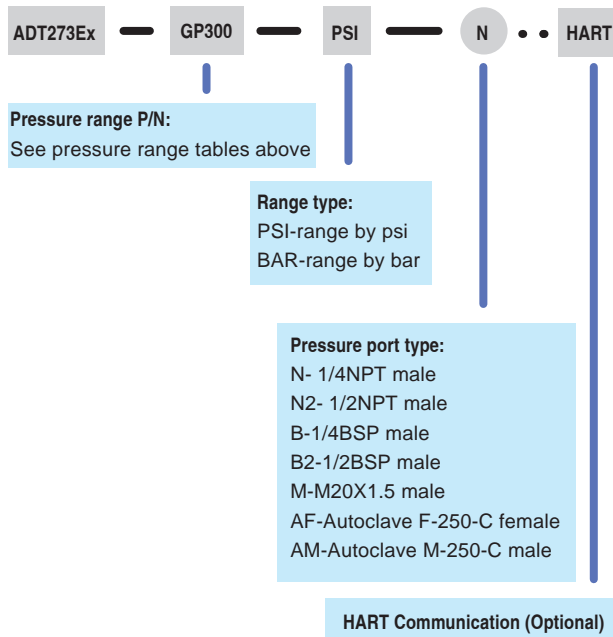 ADT273Ex GP300 PSI N HART
Pressure range P/N:
See pressure range tables above
Range type:
PSI-range by psi
BAR-range by bar
Pressure port type:
N- 1/4NPT male
N2- 1/2NPT male
B-1/4BSP male
B2-1/2BSP male
M-M20X1.5 male
AF-Autoclave F-250-C female
AM-Autoclave M-250-C male
HART Communication (Optional)